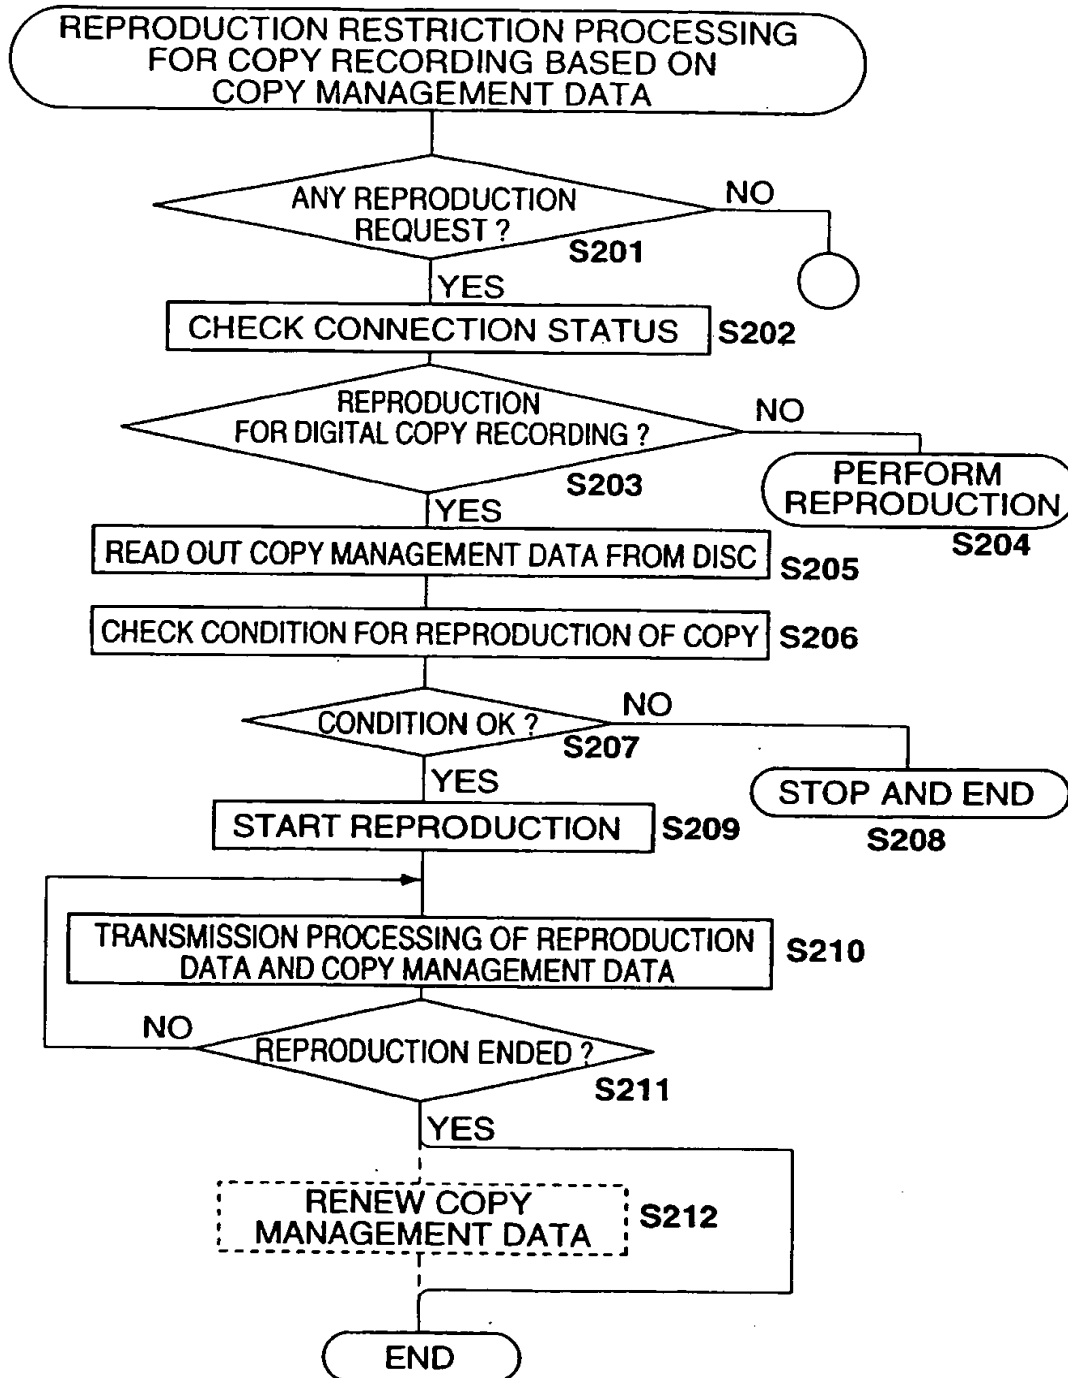 REPRODUCTION RESTRICTION PROCESSING
FOR COPY RECORDING BASED ON
COPY MANAGEMENT DATA
ANY REPRODUCTION
REQUEST ?
NO
S201
YES
CHECK CONNECTION STATUS
S202
REPRODUCTION
FOR DIGITAL COPY RECORDING ?
NO
S203
PERFORM
REPRODUCTION
S204
YES
READ OUT COPY MANAGEMENT DATA FROM DISC
S205
CHECK CONDITION FOR REPRODUCTION OF COPY
S206
CONDITION OK ?
NO
S207
YES
STOP AND END
S208
START REPRODUCTION
S209
TRANSMISSION PROCESSING OF REPRODUCTION
DATA AND COPY MANAGEMENT DATA
S210
NO
REPRODUCTION ENDED ?
S211
YES
RENEW COPY
MANAGEMENT DATA
S212
END